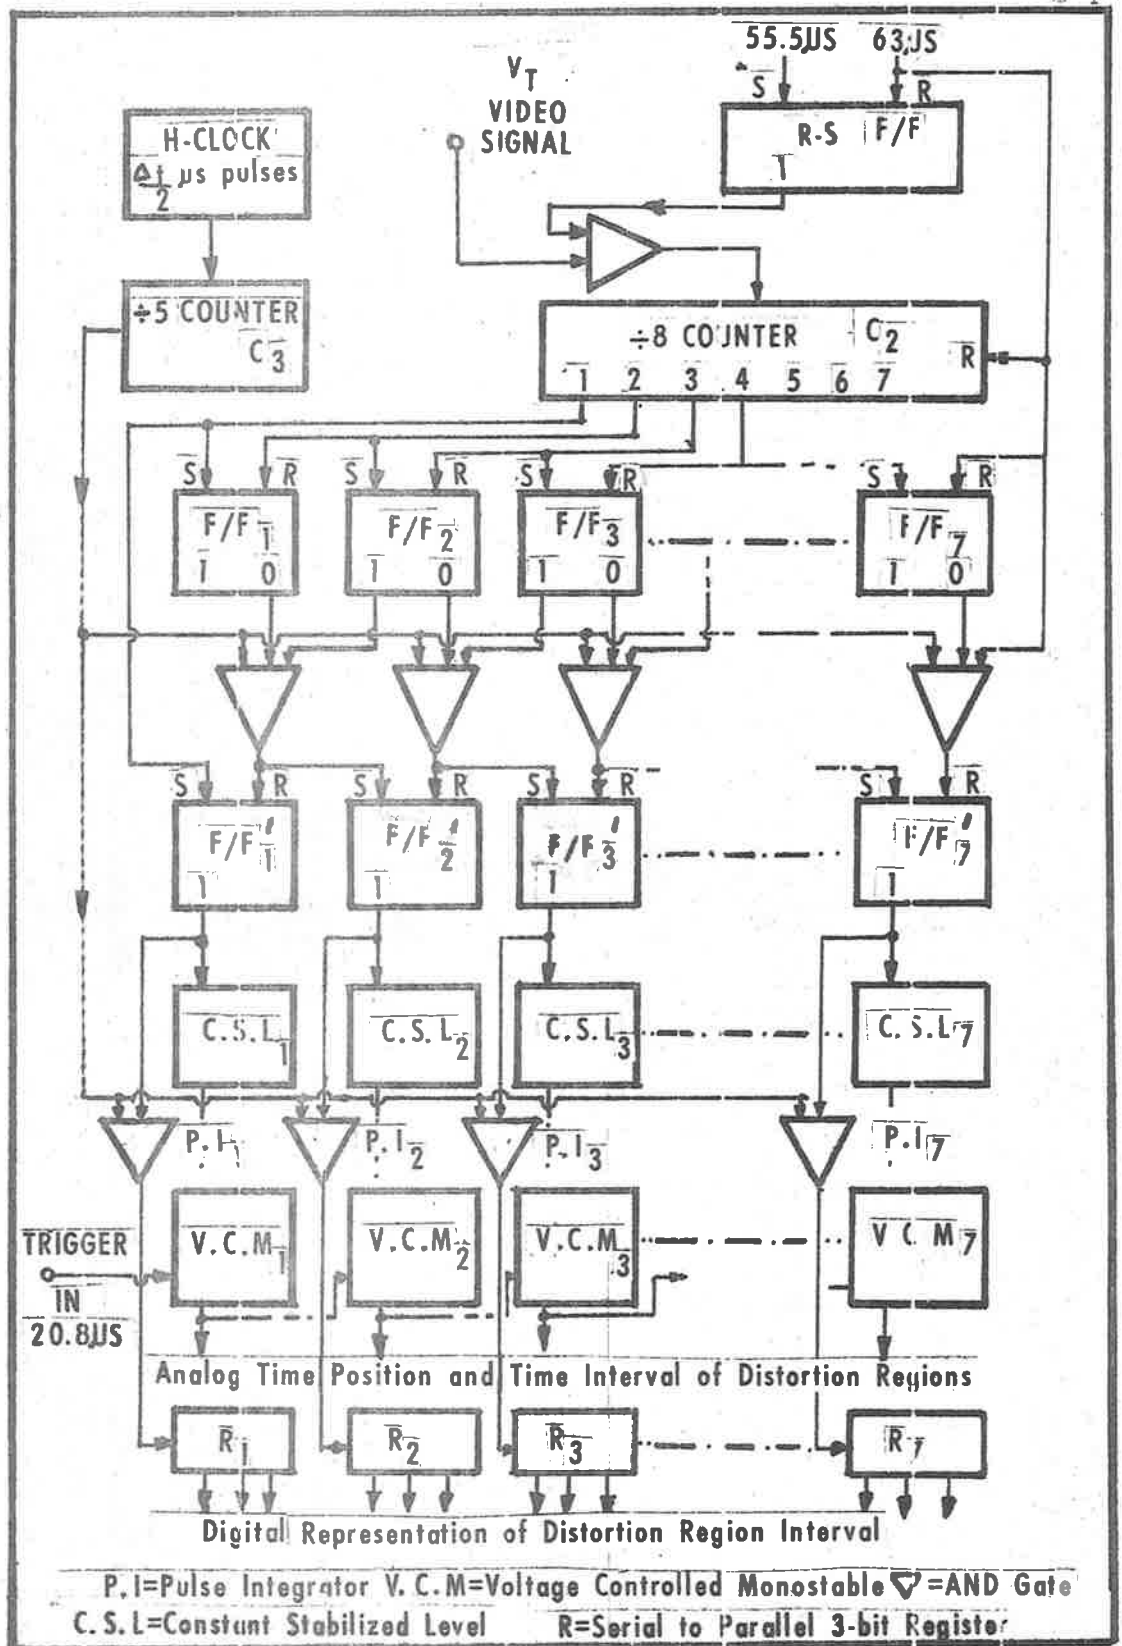 55.5µS 63µS
S R
R-S F/F
1
V_T
VIDEO
SIGNAL
H-CLOCK
Δt/2 µs pulses
÷5 COUNTER
C3
÷8 COUNTER C2
R
1 2 3 4 5 6 7
S R S R S R S R
F/F1 F/F2 F/F3 F/F7
1 0 1 0 1 0 1 0
S R S R S R S R
F/F'1 F/F'2 F/F'3 F/F'7
1 1 1 1
C.S.L1 C.S.L2 C.S.L3 C.S.L7
P.I1 P.I2 P.I3 P.I7
TRIGGER
IN
20.8µS
V.C.M1 V.C.M2 V.C.M3 V.C.M7
Analog Time Position and Time Interval of Distortion Regions
R1 R2 R3 R7
Digital Representation of Distortion Region Interval
P.I=Pulse Integrator V.C.M=Voltage Controlled Monostable ▽=AND Gate
C.S.L=Constant Stabilized Level R=Serial to Parallel 3-bit Register